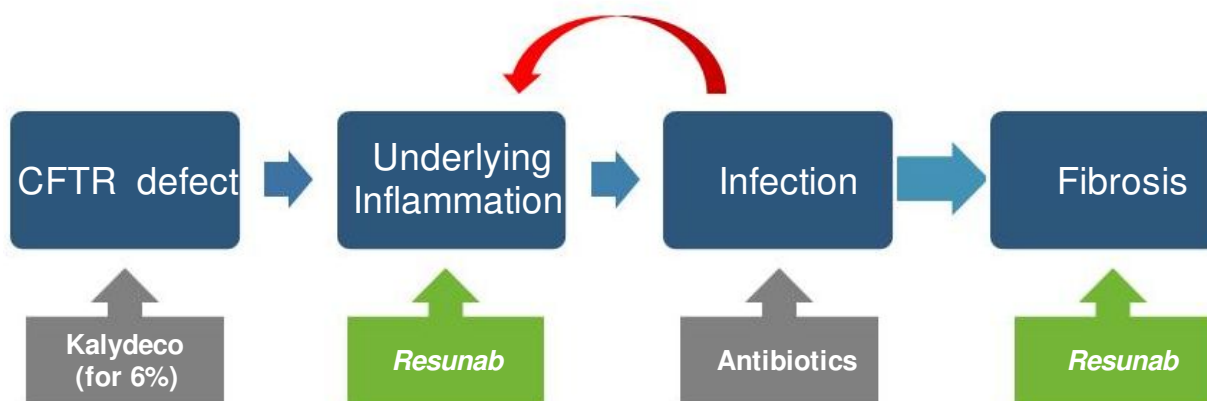 CFTR defect
Underlying
Inflammation
Infection
Fibrosis
Kalydeco
(for 6%)
Resunab
Antibiotics
Resunab